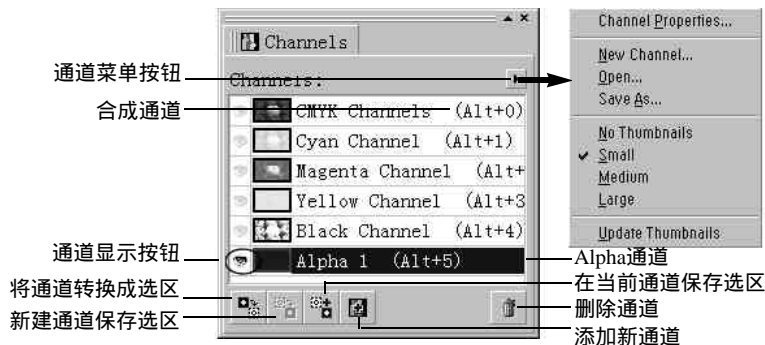 Channels
Channels:
CMYK Channels (Alt+0)
Cyan Channel (Alt+1)
Magenta Channel (Alt+
Yellow Channel (Alt+3
Black Channel (Alt+4)
Alpha 1 (Alt+5)
通道菜单按钮
合成通道
通道显示按钮
将通道转换成选区
新建通道保存选区
Channel Properties...
New Channel...
Open...
Save As...
No Thumbnails
Small
Medium
Large
Update Thumbnails
Alpha通道
在当前通道保存选区
删除通道
添加新通道